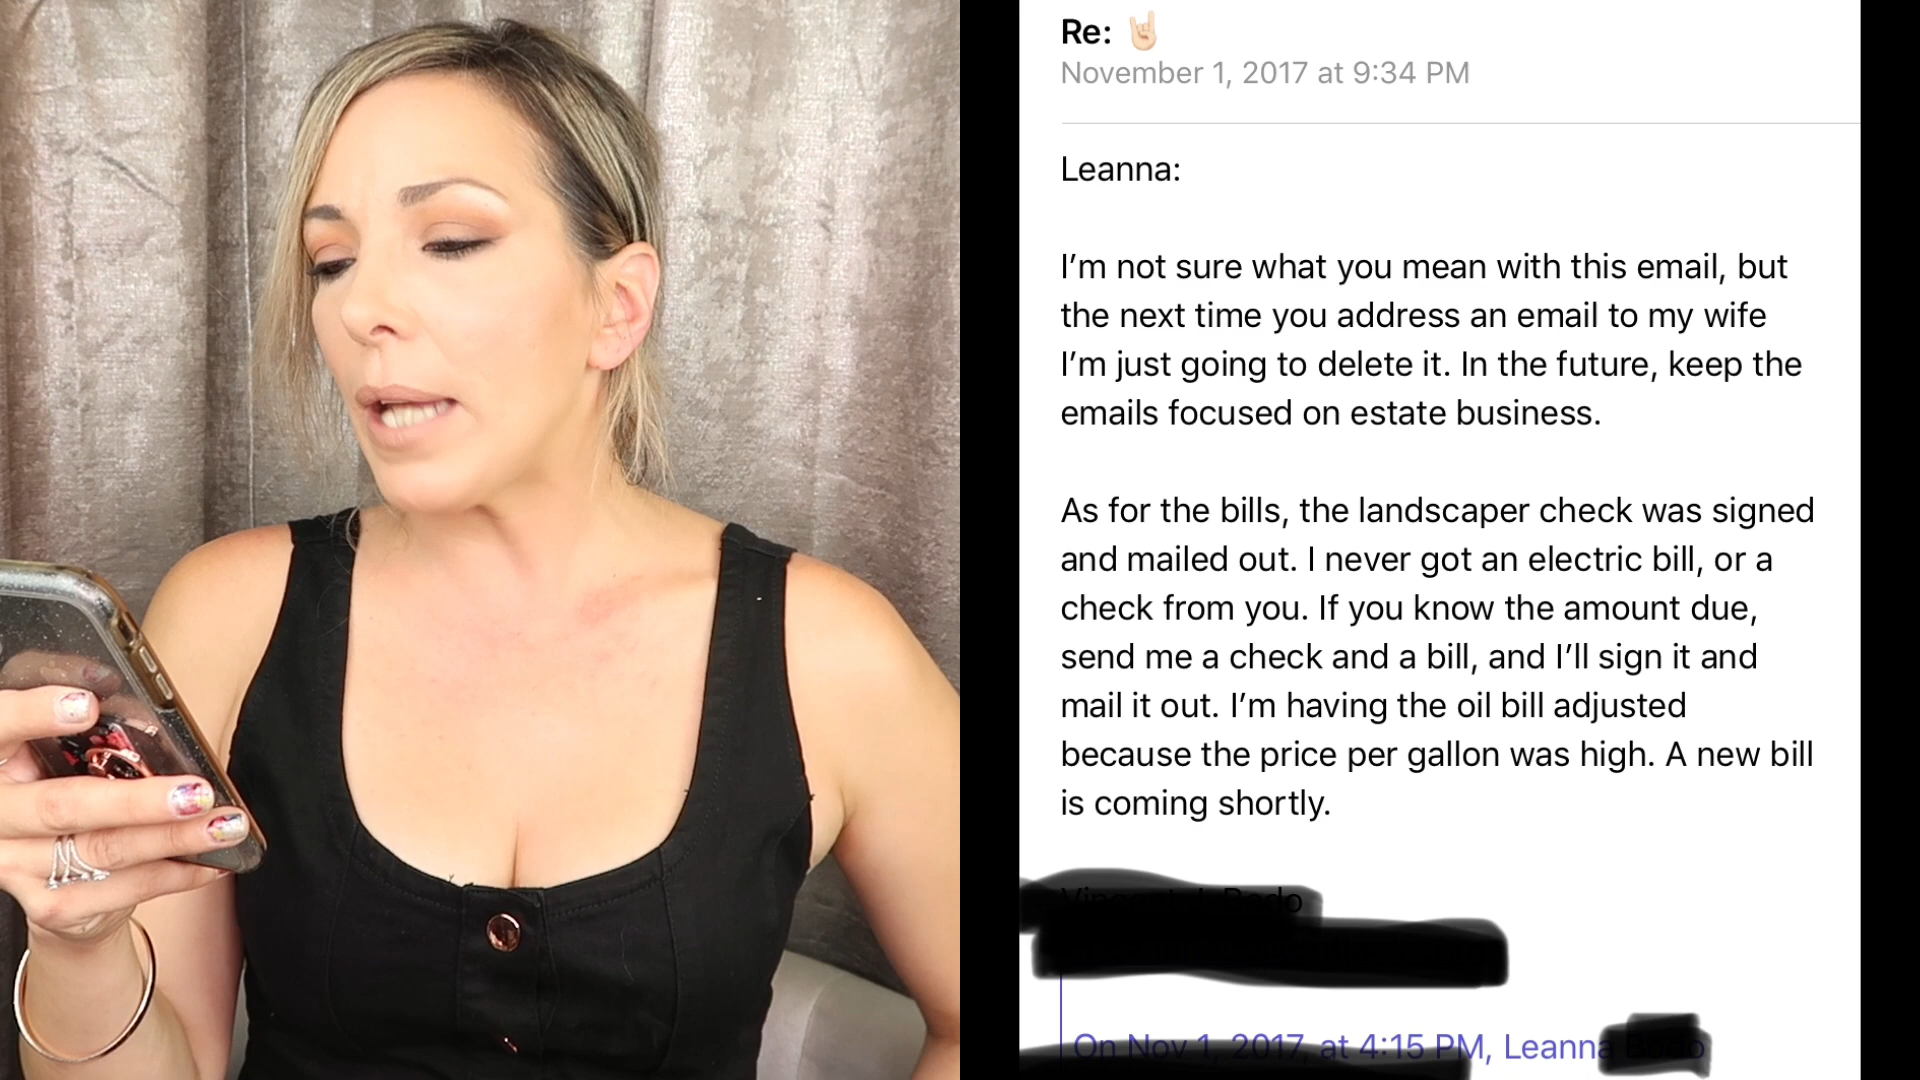 Re: 🤘🏻
November 1, 2017 at 9:34 PM
Leanna:
I'm not sure what you mean with this email, but
the next time you address an email to my wife
I'm just going to delete it. In the future, keep the
emails focused on estate business.
As for the bills, the landscaper check was signed
and mailed out. I never got an electric bill, or a
check from you. If you know the amount due,
send me a check and a bill, and I'll sign it and
mail it out. I'm having the oil bill adjusted
because the price per gallon was high. A new bill
is coming shortly.
On Nov 1, 2017, at 4:15 PM, Leanna